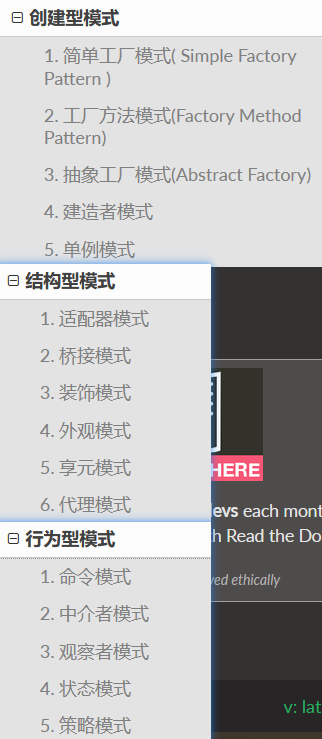 创建型模式
1. 简单工厂模式( Simple Factory
Pattern )
2. 工厂方法模式(Factory Method
Pattern)
3. 抽象工厂模式(Abstract Factory)
4. 建造者模式
5. 单例模式
结构型模式
1. 适配器模式
2. 桥接模式
3. 装饰模式
4. 外观模式
5. 享元模式
6. 代理模式
HERE
devs each month
h Read the Do
ved ethically
行为型模式
1. 命令模式
2. 中介者模式
3. 观察者模式
4. 状态模式
5. 策略模式
v: lat